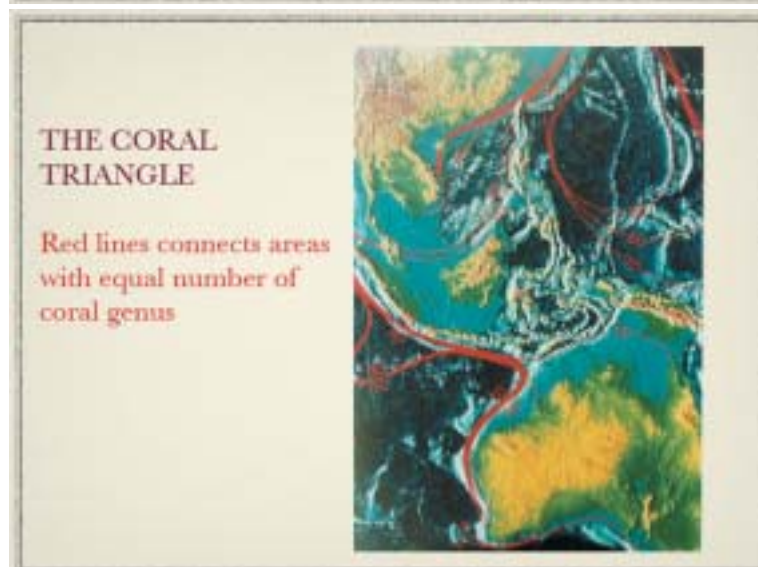 THE CORAL
TRIANGLE
Red lines connects areas
with equal number of
coral genus